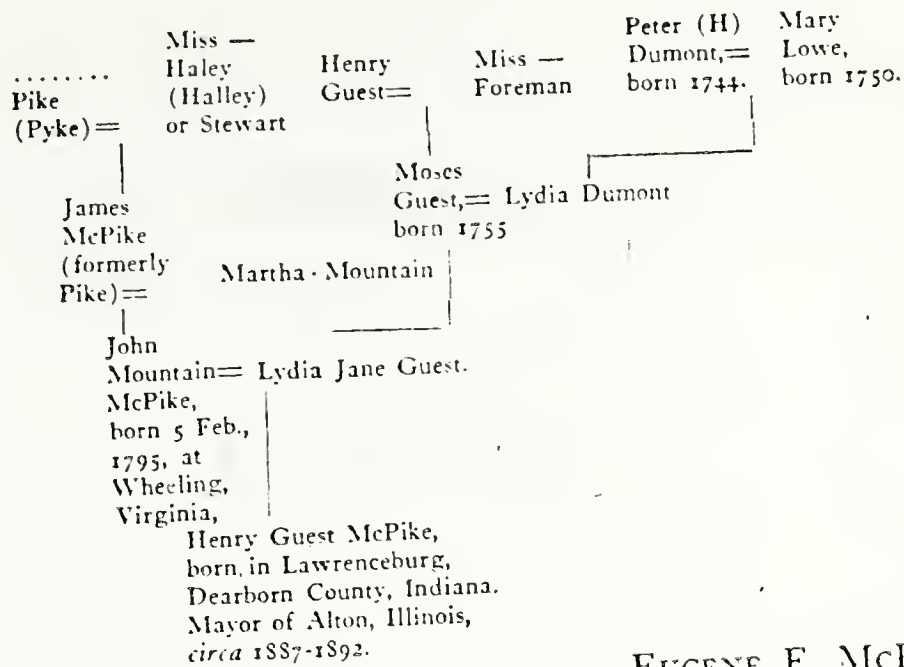 ........
Pike
(Pyke)=
Miss —
Haley
(Halley)
or Stewart
Henry
Guest=
Miss —
Foreman
Peter (H)
Dumont,=
born 1744.
Mary
Lowe,
born 1750.
James
McPike
(formerly
Pike)=
Martha Mountain
Moses
Guest,= Lydia Dumont
born 1755
John
Mountain= Lydia Jane Guest.
McPike,
born 5 Feb.,
1795, at
Wheeling,
Virginia,
Henry Guest McPike,
born in Lawrenceburg,
Dearborn County, Indiana.
Mayor of Alton, Illinois,
circa 1887-1892.
EUGENE F. McP